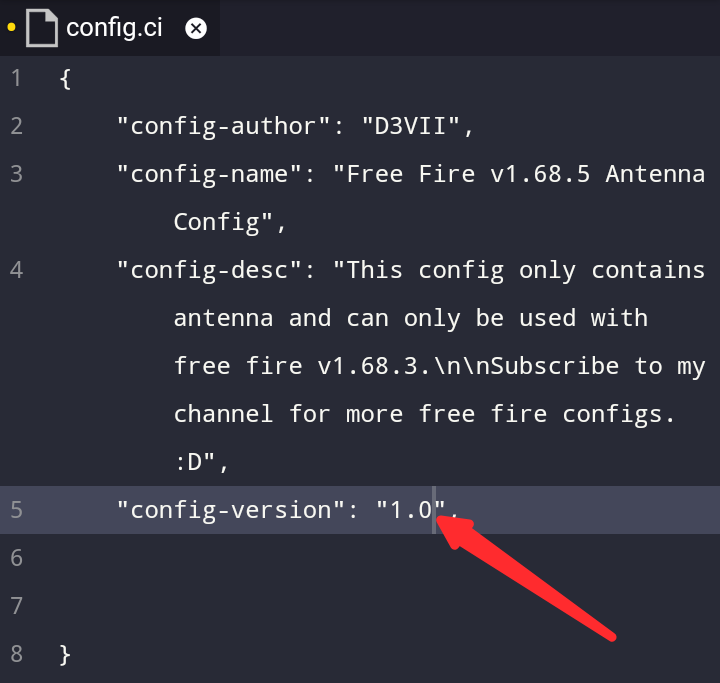 config.ci
1 {
2 "config-author": "D3VII",
3 "config-name": "Free Fire v1.68.5 Antenna
Config",
4 "config-desc": "This config only contains
antenna and can only be used with
free fire v1.68.3.\n\nSubscribe to my
channel for more free fire configs.
:D",
5 "config-version": "1.0",
6
7
8 }